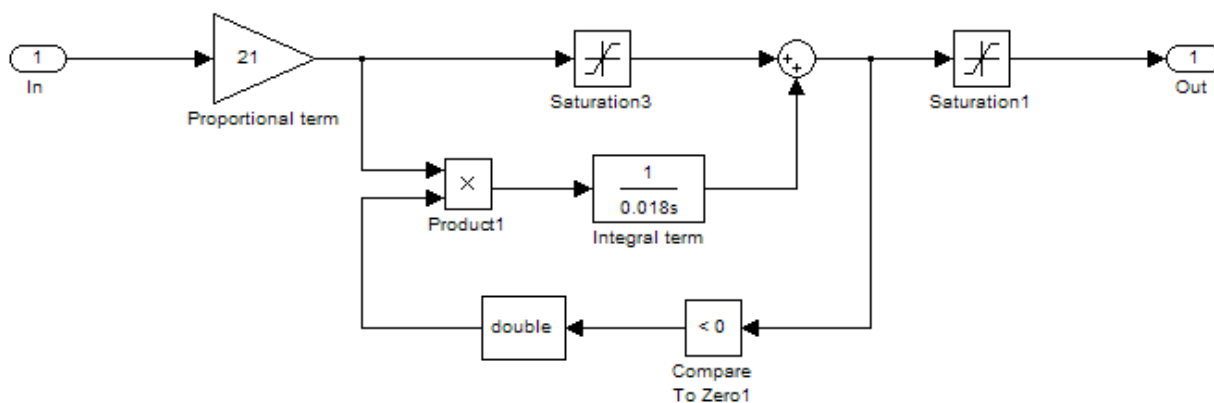 1
In
21
Proportional term
Saturation3
+
+
Saturation1
1
Out
×
Product1
1
0.018s
Integral term
double
< 0
Compare
To Zero1